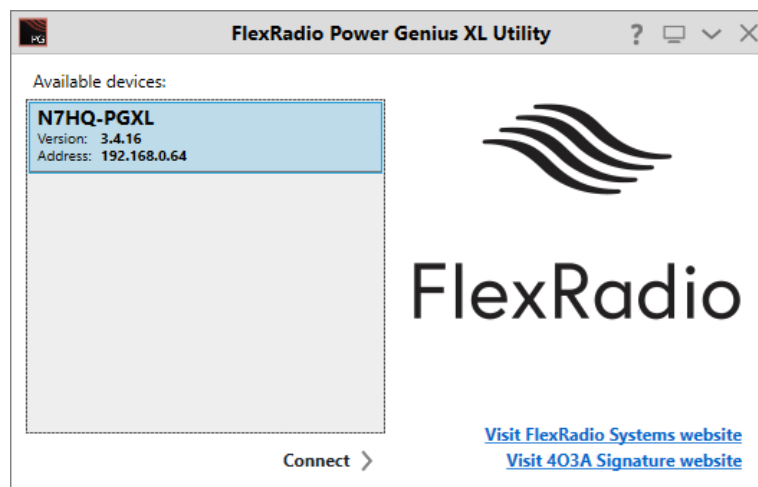 PG
FlexRadio Power Genius XL Utility
?
Available devices:
N7HQ-PGXL
Version: 3.4.16
Address: 192.168.0.64
FlexRadio
Connect
Visit FlexRadio Systems website
Visit 4O3A Signature website